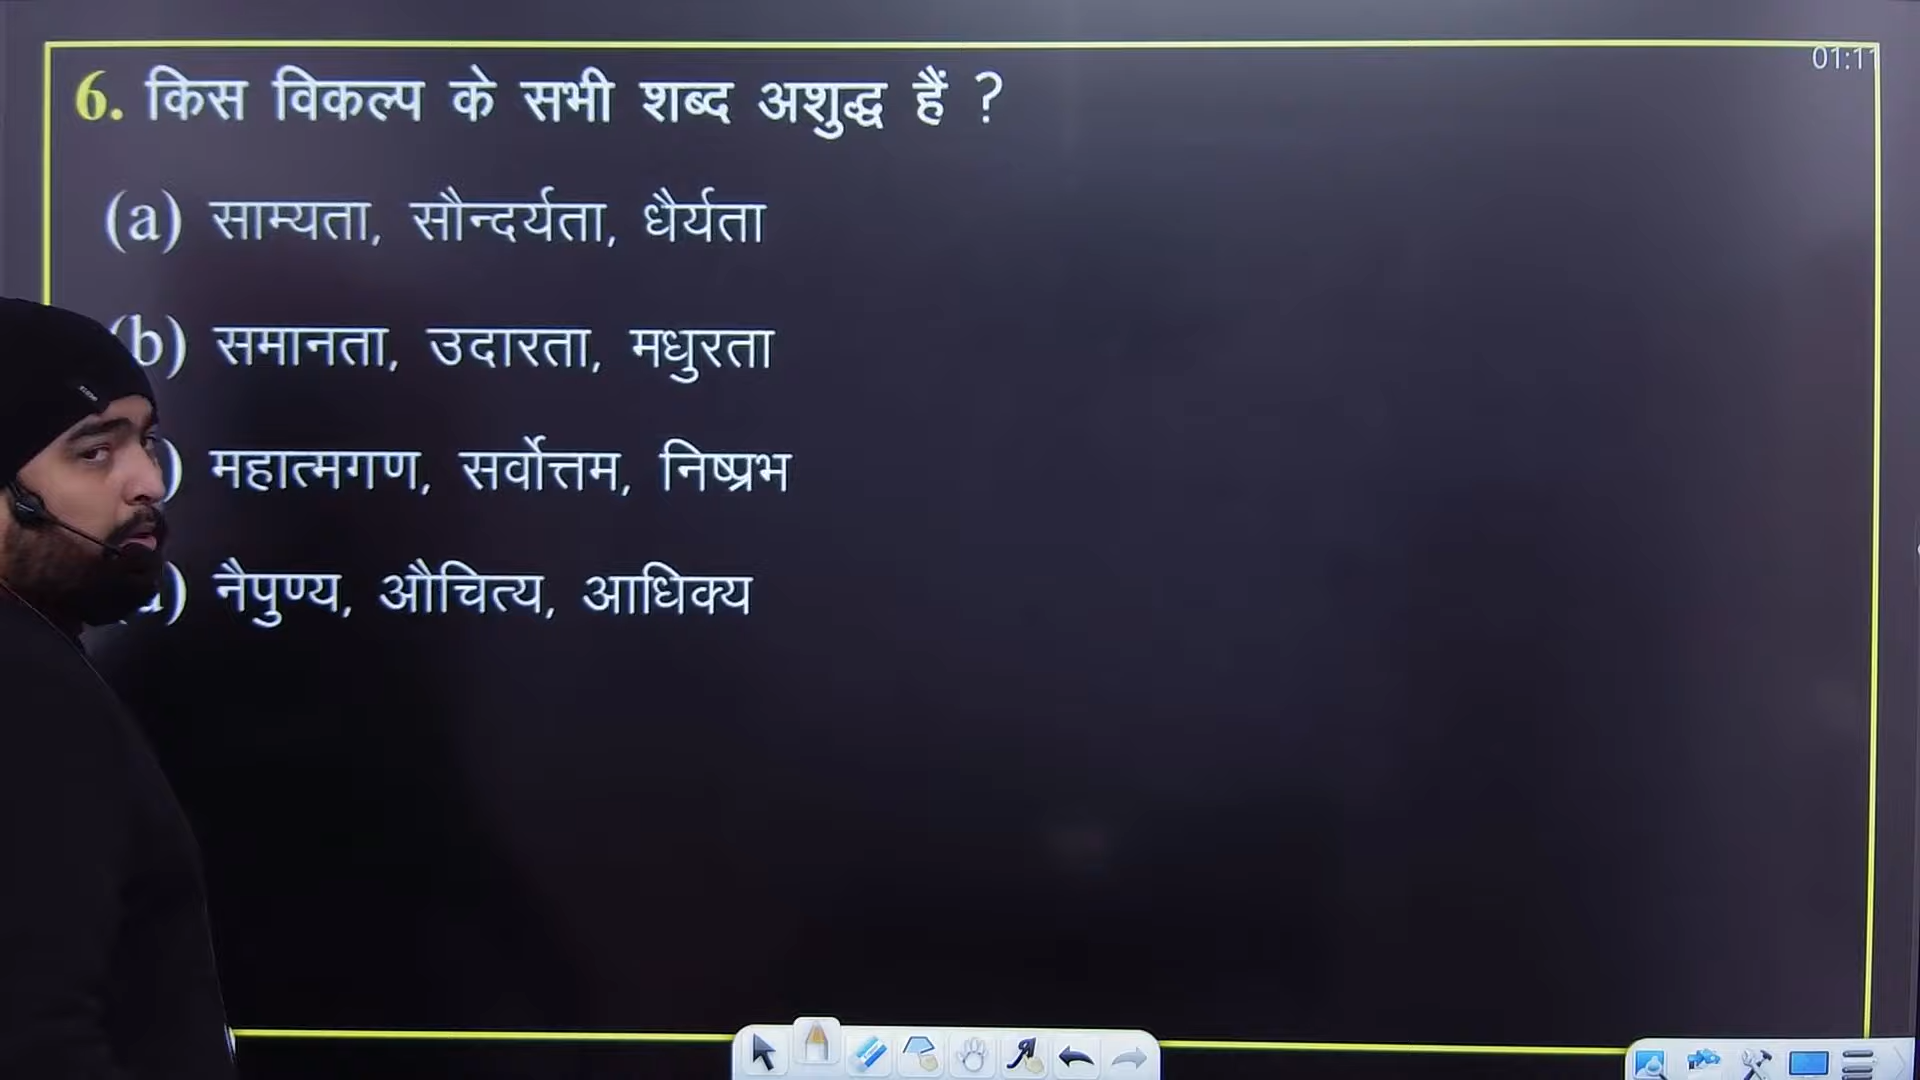 01:11
6. किस विकल्प के सभी शब्द अशुद्ध हैं ?
(a) साम्यता, सौन्दर्यता, धैर्यता
(b) समानता, उदारता, मधुरता
) महात्मगण, सर्वोत्तम, निष्प्रभ
d) नैपुण्य, औचित्य, आधिक्य